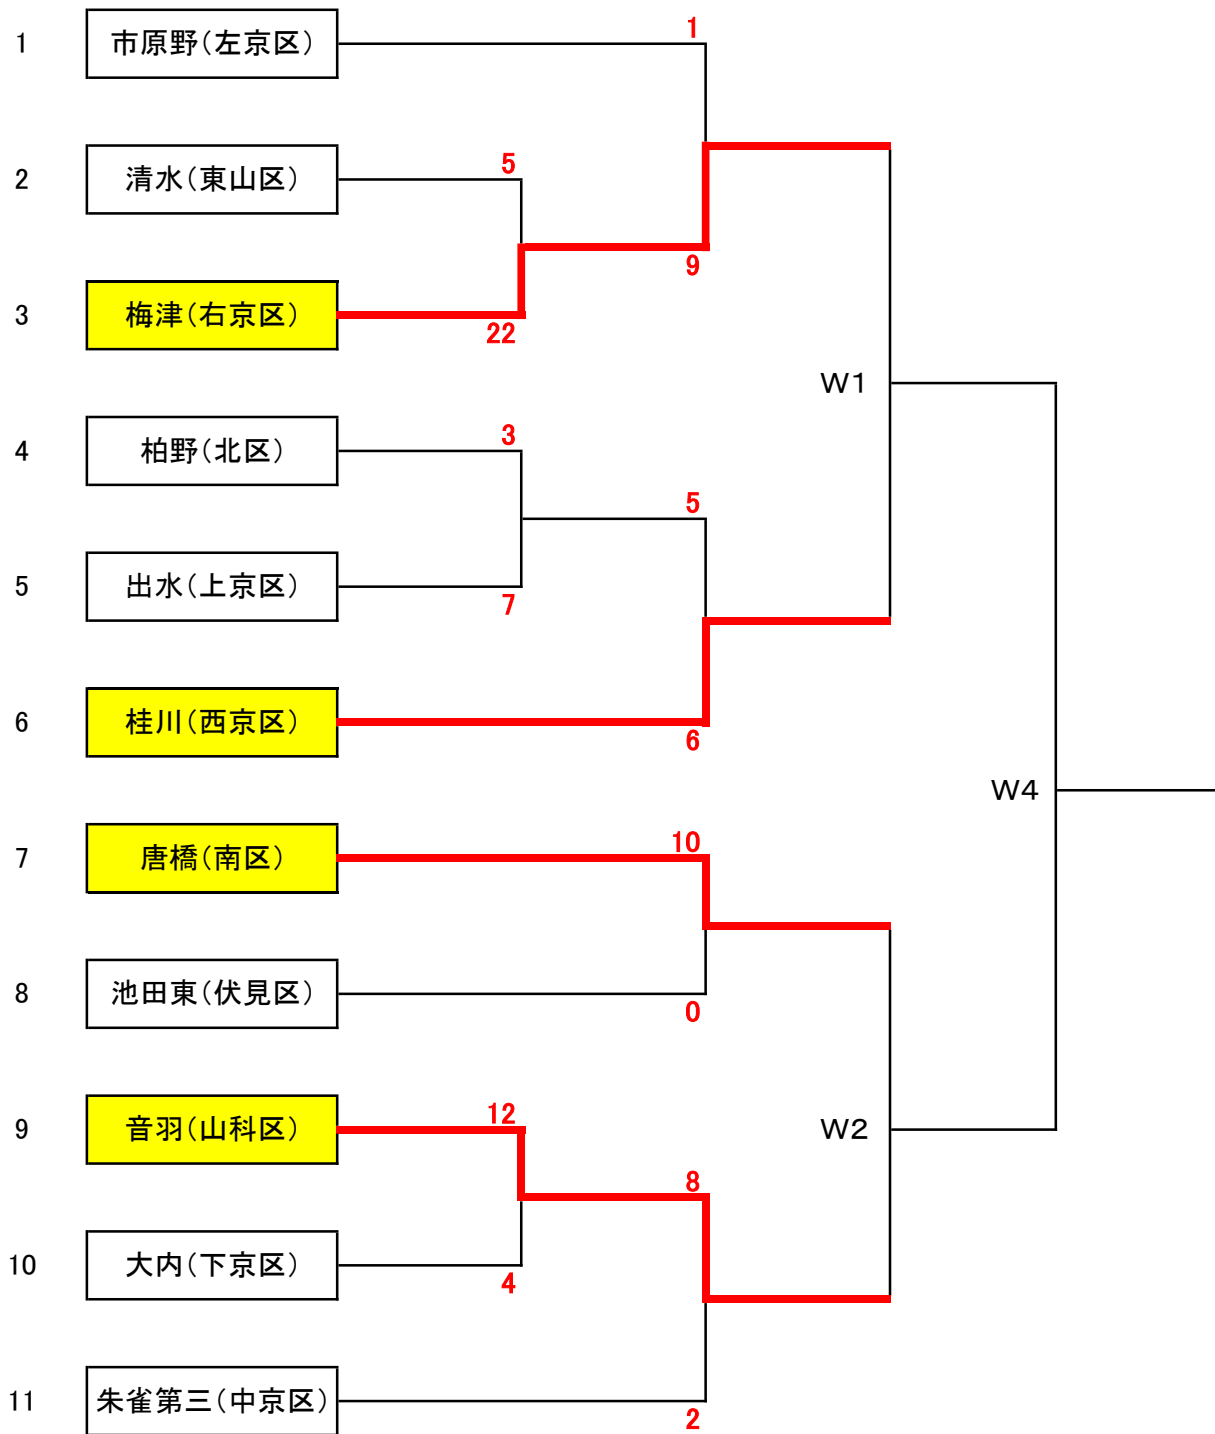 1 市原野(左京区) 1
2 清水(東山区) 5
9
3 梅津(右京区) 22
W1
4 柏野(北区) 3
5
5 出水(上京区) 7
6 桂川(西京区) 6
W4
7 唐橋(南区) 10
8 池田東(伏見区) 0
9 音羽(山科区) 12 W2
8
10 大内(下京区) 4
11 朱雀第三(中京区) 2